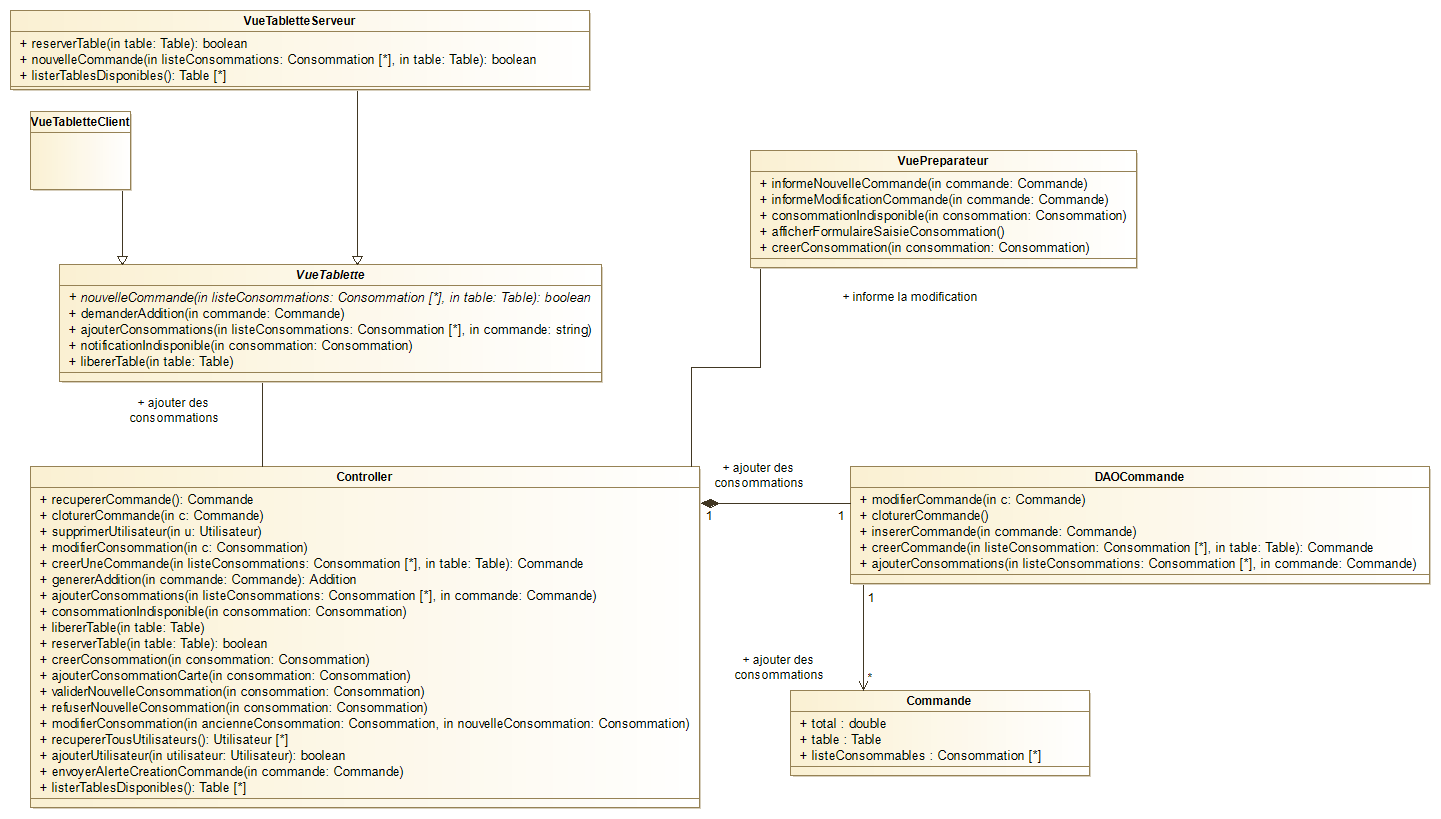 VueTabletteServeur
+ reserverTable(in table: Table): boolean
+ nouvelleCommande(in listeConsommations: Consommation [*], in table: Table): boolean
+ listerTablesDisponibles(): Table [*]
VueTabletteClient
VuePreparateur
+ informeNouvelleCommande(in commande: Commande)
+ informeModificationCommande(in commande: Commande)
+ consommationIndisponible(in consommation: Consommation)
+ afficherFormulaireSaisieConsommation()
+ creerConsommation(in consommation: Consommation)
VueTablette
+ nouvelleCommande(in listeConsommations: Consommation [*], in table: Table): boolean
+ demanderAddition(in commande: Commande)
+ ajouterConsommations(in listeConsommations: Consommation [*], in commande: string)
+ notificationIndisponible(in consommation: Consommation)
+ libererTable(in table: Table)
+ informe la modification
+ ajouter des
consommations
Controller
+ recupererCommande(): Commande
+ cloturerCommande(in c: Commande)
+ supprimerUtilisateur(in u: Utilisateur)
+ modifierConsommation(in c: Consommation)
+ creerUneCommande(in listeConsommations: Consommation [*], in table: Table): Commande
+ genererAddition(in commande: Commande): Addition
+ ajouterConsommations(in listeConsommations: Consommation [*], in commande: Commande)
+ consommationIndisponible(in consommation: Consommation)
+ libererTable(in table: Table)
+ reserverTable(in table: Table): boolean
+ creerConsommation(in consommation: Consommation)
+ ajouterConsommationCarte(in consommation: Consommation)
+ validerNouvelleConsommation(in consommation: Consommation)
+ refuserNouvelleConsommation(in consommation: Consommation)
+ modifierConsommation(in ancienneConsommation: Consommation, in nouvelleConsommation: Consommation)
+ recupererTousUtilisateurs(): Utilisateur [*]
+ ajouterUtilisateur(in utilisateur: Utilisateur): boolean
+ envoyerAlerteCreationCommande(in commande: Commande)
+ listerTablesDisponibles(): Table [*]
+ ajouter des
consommations
1
1
DAOCommande
+ modifierCommande(in c: Commande)
+ cloturerCommande()
+ insererCommande(in commande: Commande)
+ creerCommande(in listeConsommation: Consommation [*], in table: Table): Commande
+ ajouterConsommations(in listeConsommations: Consommation [*], in commande: Commande)
1
+ ajouter des
consommations
*
Commande
+ total : double
+ table : Table
+ listeConsommables : Consommation [*]